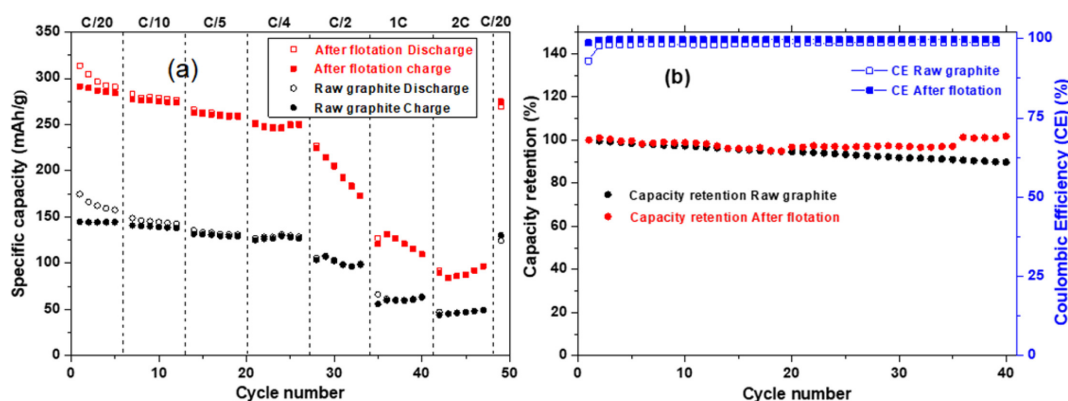 C/20 C/10 C/5 C/4 C/2 1C 2C C/20
(a)
After flotation Discharge
After flotation charge
Raw graphite Discharge
Raw graphite Charge
Specific capacity (mAh/g)
350
300
250
200
150
100
50
0
0 10 20 30 40 50
Cycle number
(b)
CE Raw graphite
CE After flotation
Capacity retention Raw graphite
Capacity retention After flotation
Capacity retention (%)
140
120
100
80
60
40
20
0
0 10 20 30 40
Cycle number
100
75
50
25
0
Coulombic Efficiency (CE) (%)